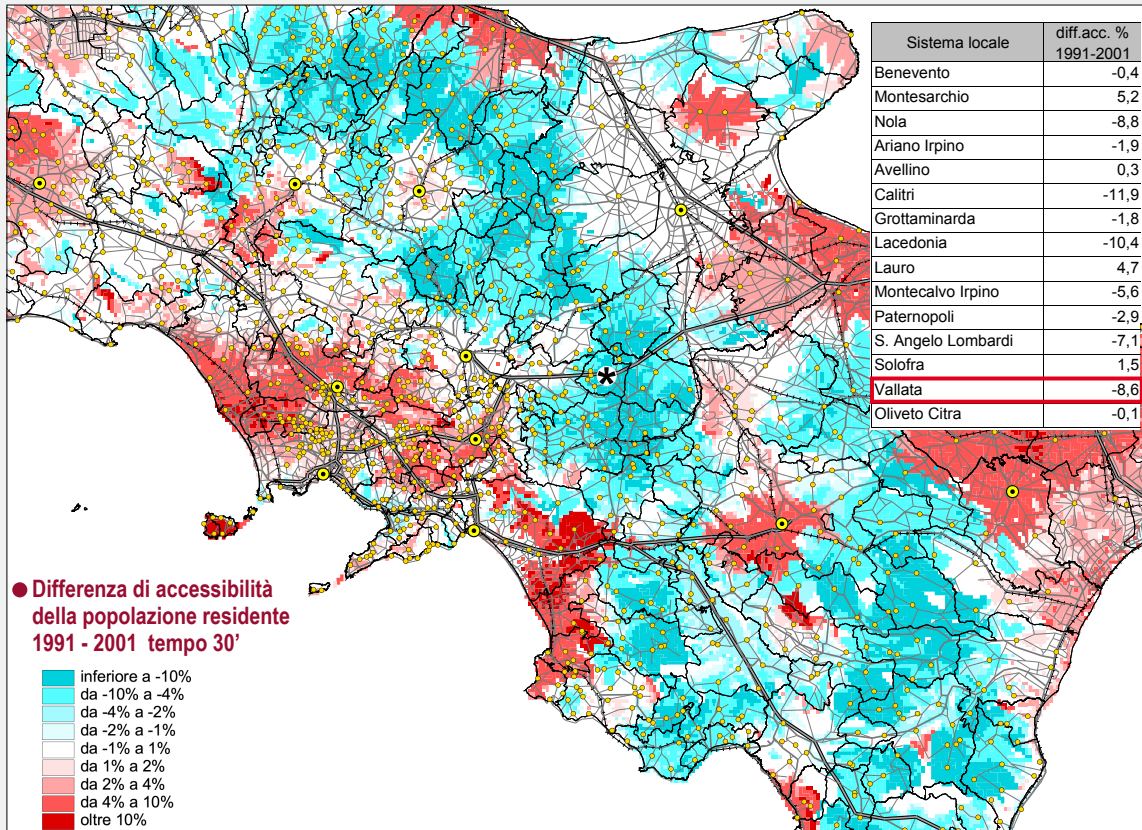 Sistema locale diff.acc. % 1991-2001
Benevento -0,4
Montesarchio 5,2
Nola -8,8
Ariano Irpino -1,9
Avellino 0,3
Calitri -11,9
Grottaminarda -1,8
Lacedonia -10,4
Lauro 4,7
Montecalvo Irpino -5,6
Paternopoli -2,9
S. Angelo Lombardi -7,1
Solofra 1,5
Vallata -8,6
Oliveto Citra -0,1
*
Differenza di accessibilità
della popolazione residente
1991 - 2001 tempo 30'
inferiore a -10%
da -10% a -4%
da -4% a -2%
da -2% a -1%
da -1% a 1%
da 1% a 2%
da 2% a 4%
da 4% a 10%
oltre 10%